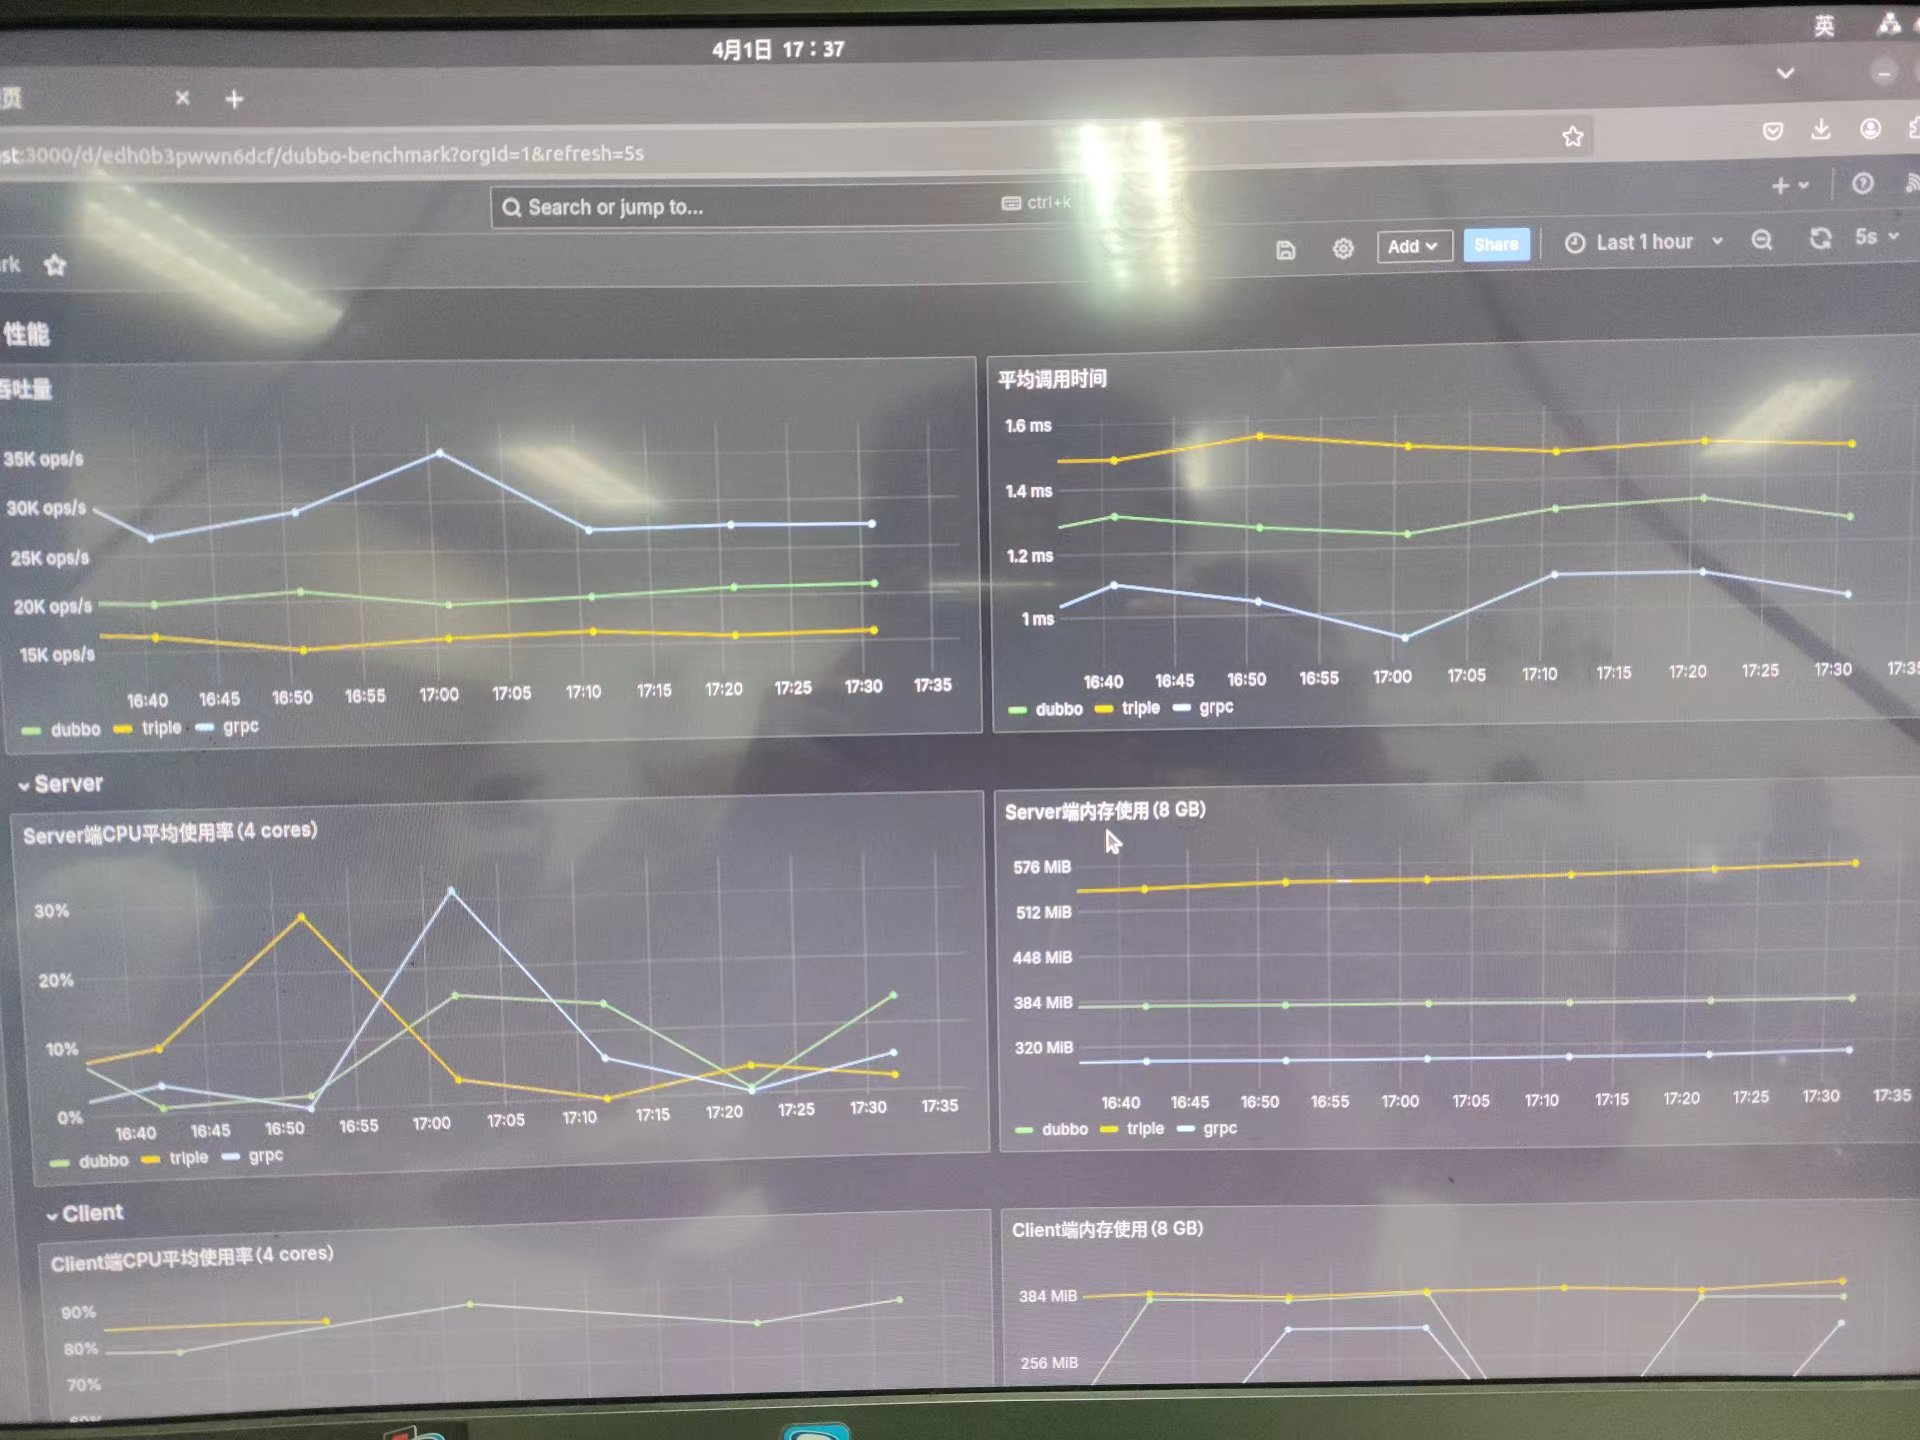 4月1日 17:37
英
页
st:3000/d/edh0b3pwwn6dcf/dubbo-benchmark?orgId=1&refresh=5s
Search or jump to...
ctrl+k
rk
Add
Share
Last 1 hour
5s
性能
吞吐量
35K ops/s
30K ops/s
25K ops/s
20K ops/s
15K ops/s
16:40 16:45 16:50 16:55 17:00 17:05 17:10 17:15 17:20 17:25 17:30 17:35
dubbo triple grpc
平均调用时间
1.6 ms
1.4 ms
1.2 ms
1 ms
16:40 16:45 16:50 16:55 17:00 17:05 17:10 17:15 17:20 17:25 17:30 17:35
dubbo triple grpc
Server
Server端CPU平均使用率(4 cores)
30%
20%
10%
0%
16:40 16:45 16:50 16:55 17:00 17:05 17:10 17:15 17:20 17:25 17:30 17:35
dubbo triple grpc
Server端内存使用(8 GB)
576 MiB
512 MiB
448 MiB
384 MiB
320 MiB
16:40 16:45 16:50 16:55 17:00 17:05 17:10 17:15 17:20 17:25 17:30 17:35
dubbo triple grpc
Client
Client端CPU平均使用率(4 cores)
90%
80%
70%
Client端内存使用(8 GB)
384 MiB
256 MiB